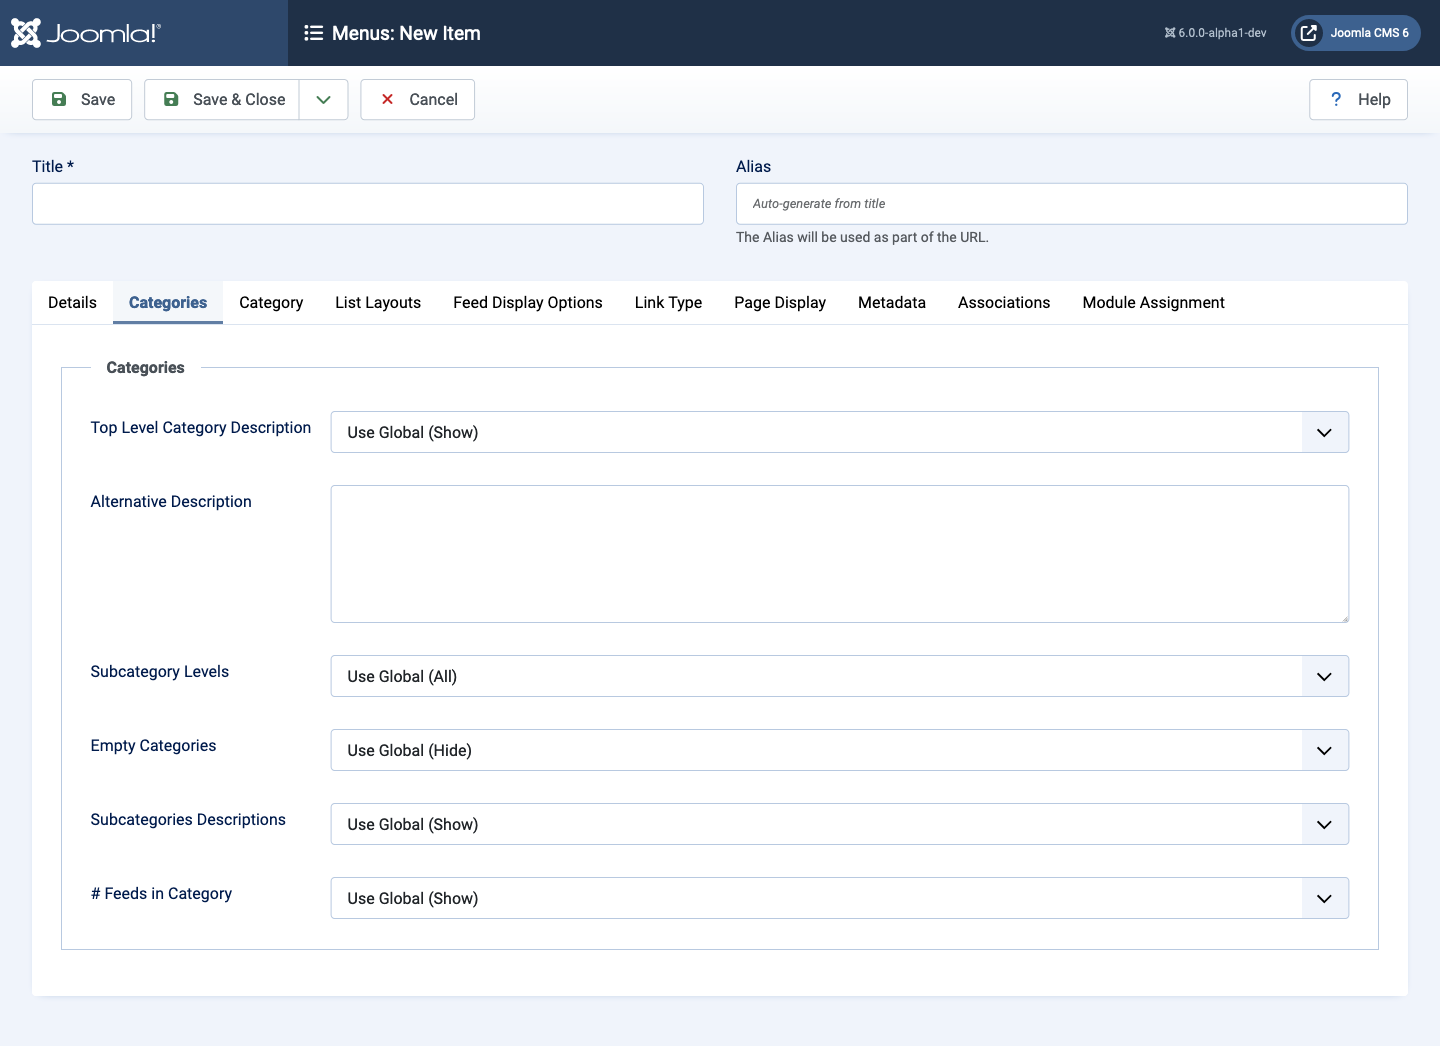 Joomla!®
Menus: New Item
6.0.0-alpha1-dev
Joomla CMS 6
Save
Save & Close
Cancel
? Help
Title *
Alias
Auto-generate from title
The Alias will be used as part of the URL.
Details Categories Category List Layouts Feed Display Options Link Type Page Display Metadata Associations Module Assignment
Categories
Top Level Category Description
Use Global (Show)
Alternative Description
Subcategory Levels
Use Global (All)
Empty Categories
Use Global (Hide)
Subcategories Descriptions
Use Global (Show)
# Feeds in Category
Use Global (Show)